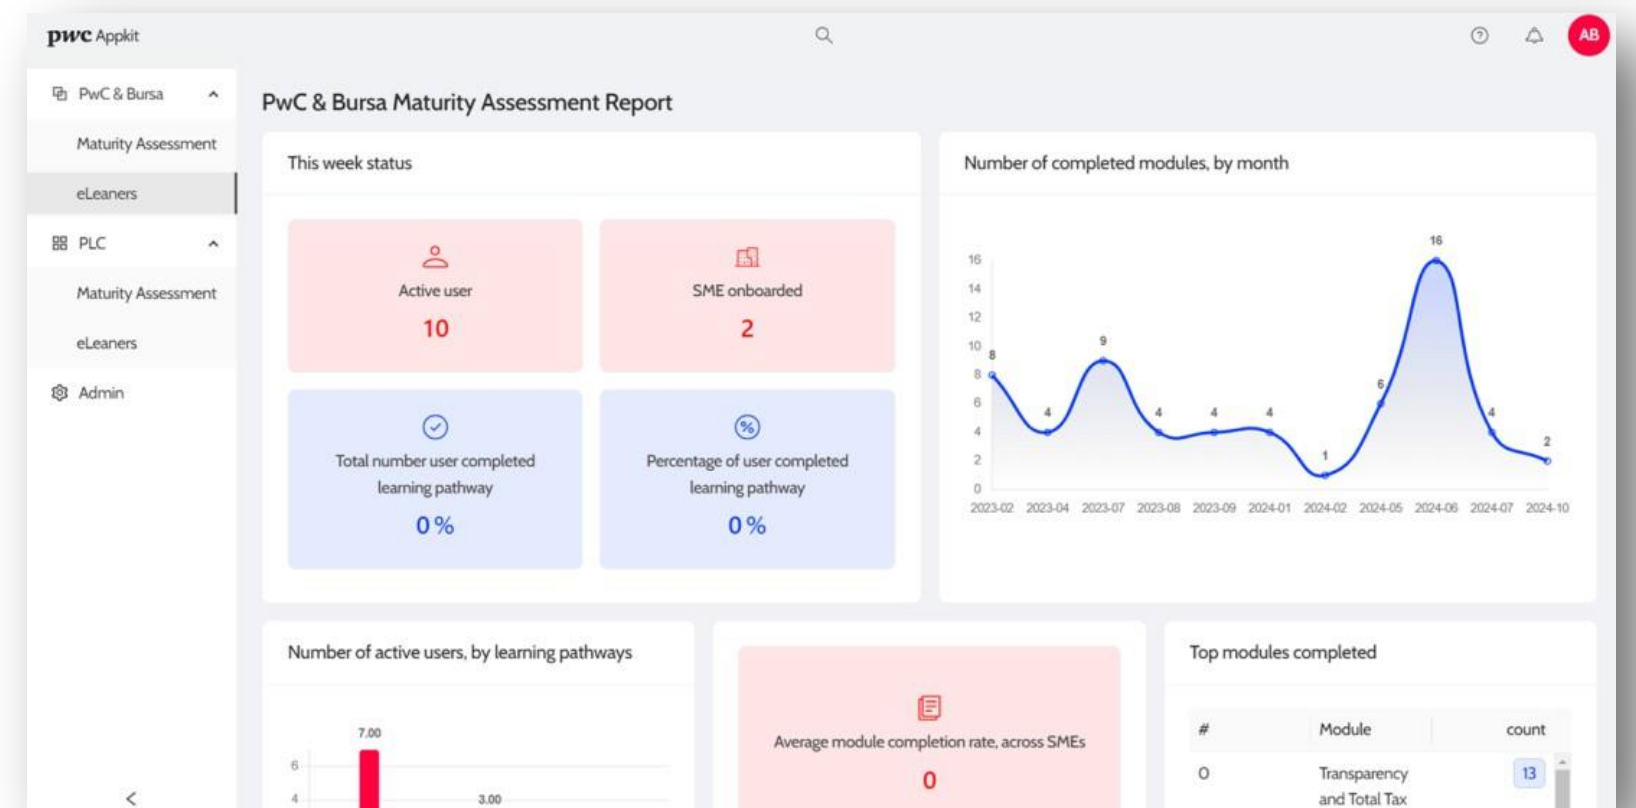 pwc Appkit
AB
PwC & Bursa
Maturity Assessment
eLeaners
PLC
Maturity Assessment
eLeaners
Admin
PwC & Bursa Maturity Assessment Report
This week status
Active user
10
SME onboarded
2
Total number user completed
learning pathway
0%
Percentage of user completed
learning pathway
0%
Number of completed modules, by month
16
14
12
10
8
6
4
2
0
8
4
9
4
4
4
1
6
16
4
2
2023-02 2023-04 2023-07 2023-08 2023-09 2024-01 2024-02 2024-05 2024-06 2024-07 2024-10
Number of active users, by learning pathways
7.00
6
4
3.00
Average module completion rate, across SMEs
0
Top modules completed
# Module count
0 Transparency 13
and Total Tax